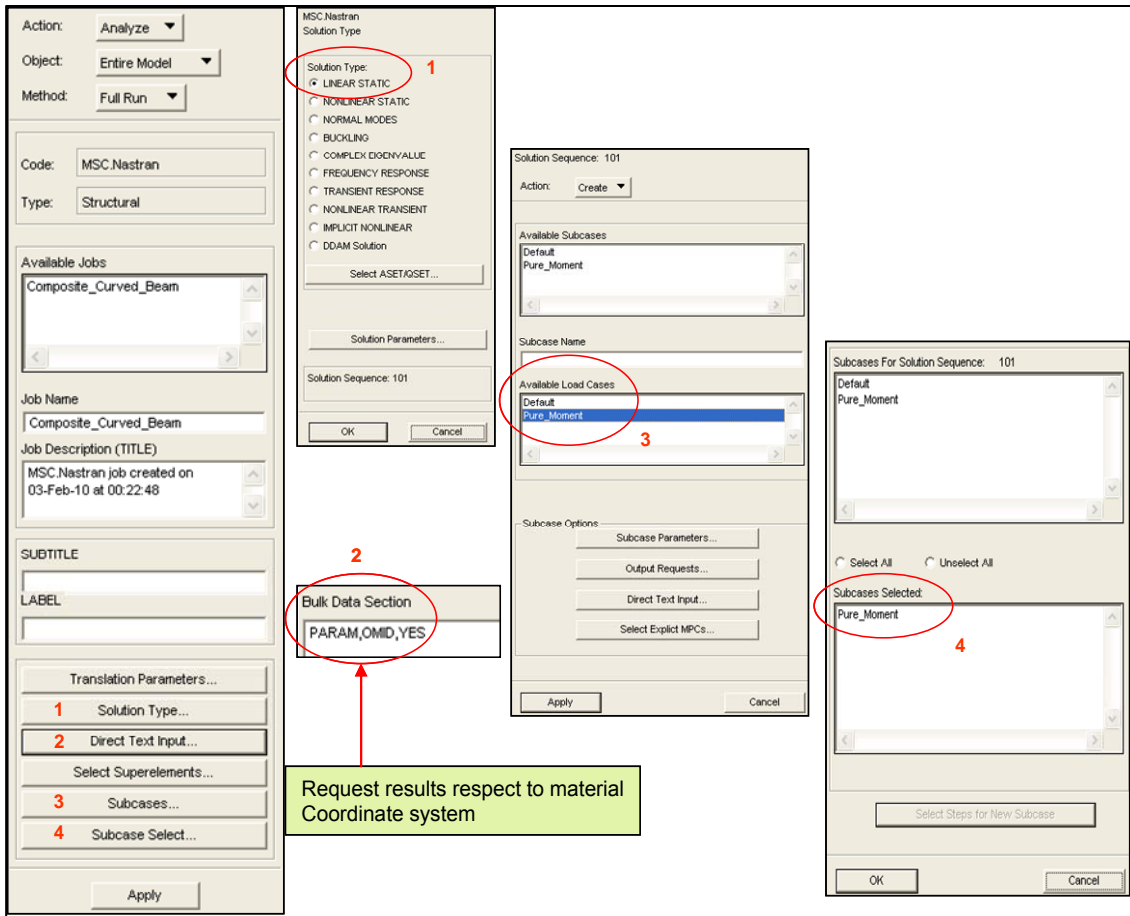 Action: Analyze
Object: Entire Model
Method: Full Run
Code: MSC.Nastran
Type: Structural
Available Jobs
Composite_Curved_Beam
Job Name
Composite_Curved_Beam
Job Description (TITLE)
MSC.Nastran job created on
03-Feb-10 at 00:22:48
SUBTITLE
LABEL
Translation Parameters...
1 Solution Type...
2 Direct Text Input...
Select Superelements...
3 Subcases...
4 Subcase Select...
Apply
MSC.Nastran
Solution Type
Solution Type:
1
LINEAR STATIC
NONLINEAR STATIC
NORMAL MODES
BUCKLING
COMPLEX EIGENVALUE
FREQUENCY RESPONSE
TRANSIENT RESPONSE
NONLINEAR TRANSIENT
IMPLICIT NONLINEAR
DDAM Solution
Select ASET/QSET...
Solution Parameters...
Solution Sequence: 101
OK Cancel
2
Bulk Data Section
PARAM,OMID,YES
Request results respect to material
Coordinate system
Solution Sequence: 101
Action: Create
Available Subcases
Default
Pure_Moment
Subcase Name
Available Load Cases
Default
Pure_Moment
3
Subcase Options
Subcase Parameters...
Output Requests...
Direct Text Input...
Select Explict MPCs...
Apply Cancel
Subcases For Solution Sequence: 101
Default
Pure_Moment
Select All Unselect All
Subcases Selected:
Pure_Moment
4
Select Steps for New Subcase
OK Cancel